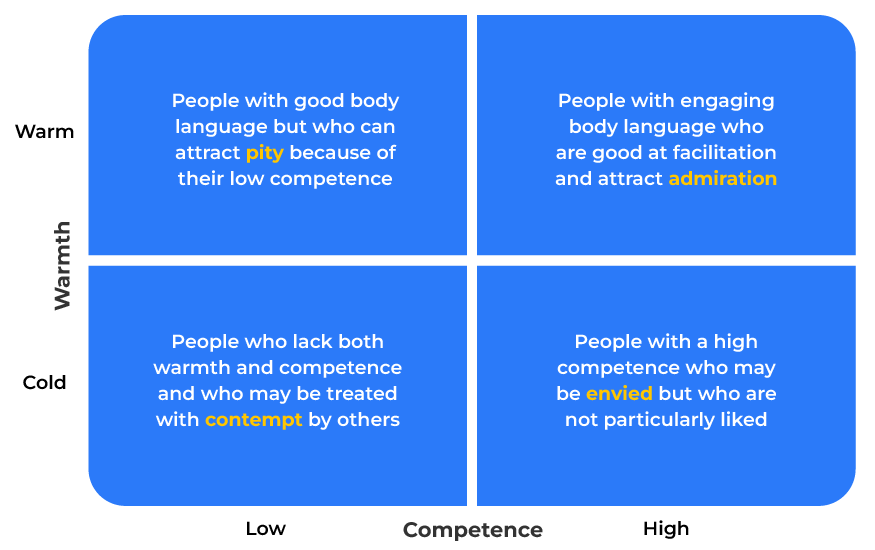 Warm
People with good body
language but who can
attract pity because of
their low competence
People with engaging
body language who
are good at facilitation
and attract admiration
Warmth
Cold
People who lack both
warmth and competence
and who may be treated
with contempt by others
People with a high
competence who may
be envied but who are
not particularly liked
Low
Competence
High